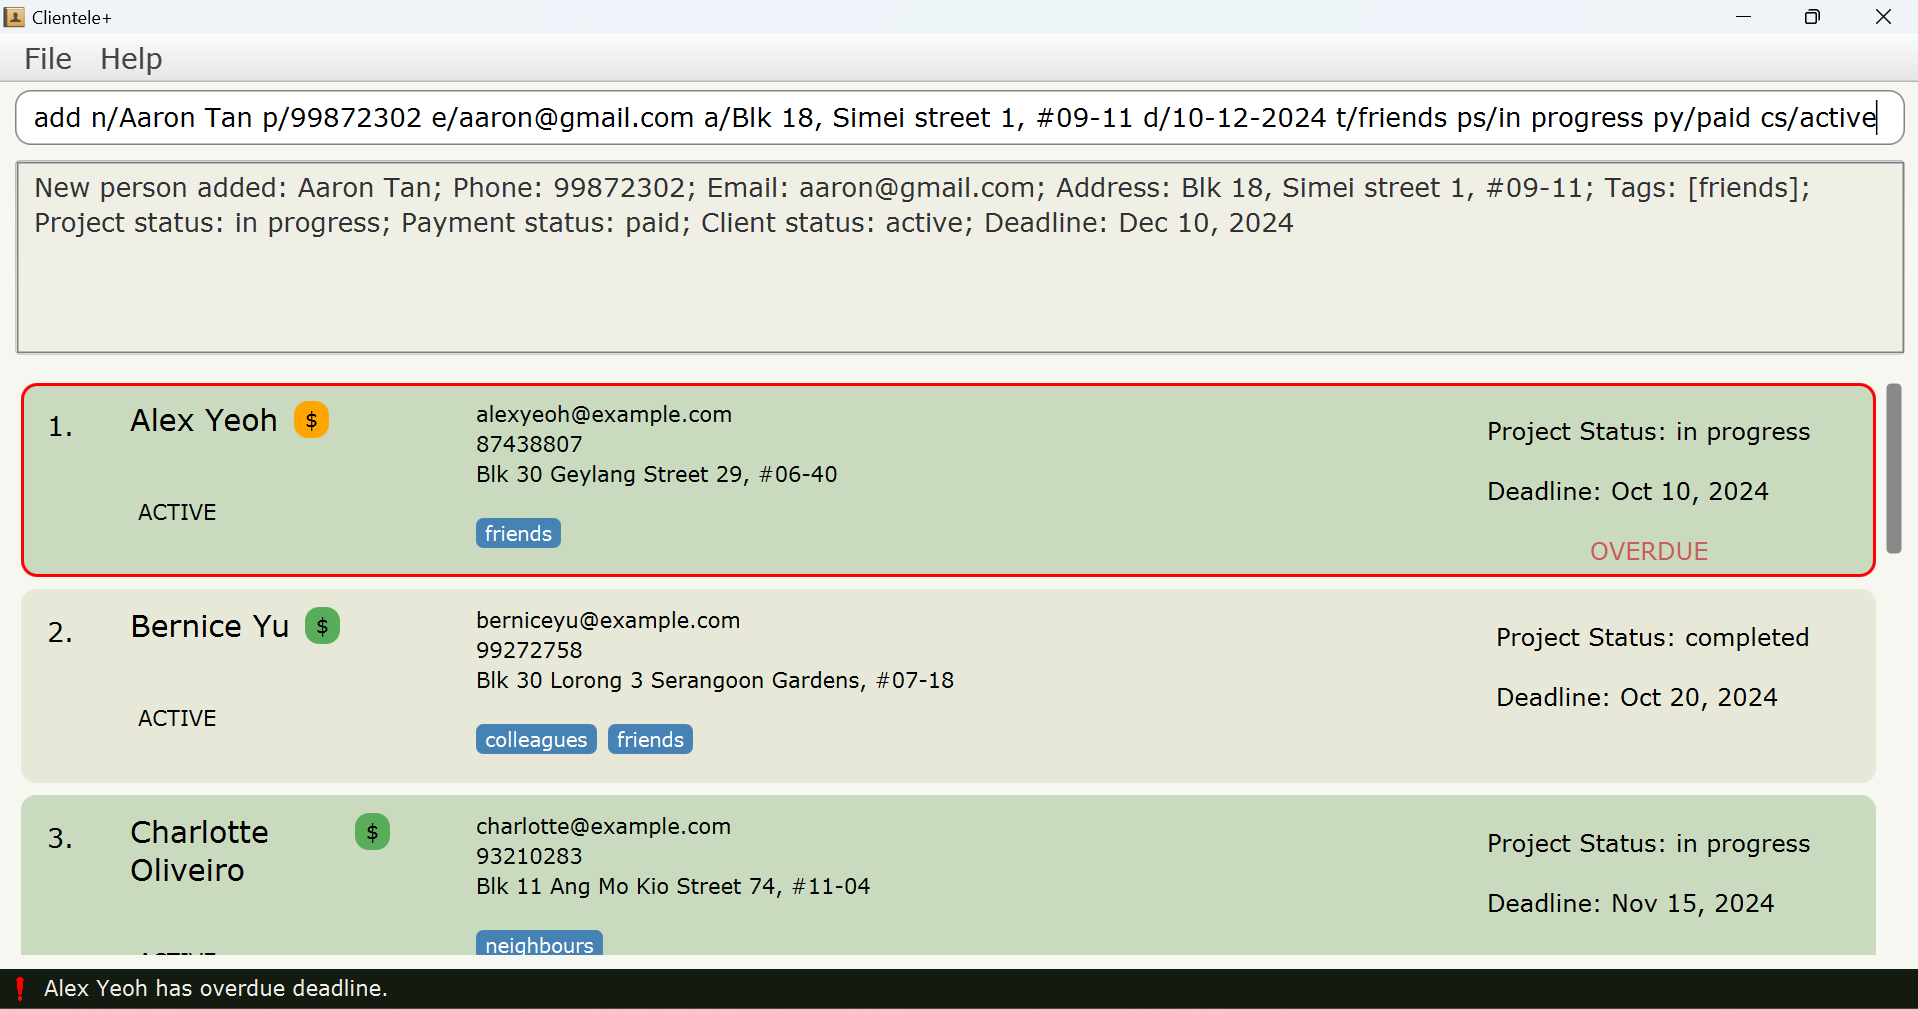 Clientele+
File Help
add n/Aaron Tan p/99872302 e/aaron@gmail.com a/Blk 18, Simei street 1, #09-11 d/10-12-2024 t/friends ps/in progress py/paid cs/active
New person added: Aaron Tan; Phone: 99872302; Email: aaron@gmail.com; Address: Blk 18, Simei street 1, #09-11; Tags: [friends];
Project status: in progress; Payment status: paid; Client status: active; Deadline: Dec 10, 2024
1. Alex Yeoh $
ACTIVE
alexyeoh@example.com
87438807
Blk 30 Geylang Street 29, #06-40
friends
Project Status: in progress
Deadline: Oct 10, 2024
OVERDUE
2. Bernice Yu $
ACTIVE
berniceyu@example.com
99272758
Blk 30 Lorong 3 Serangoon Gardens, #07-18
colleagues friends
Project Status: completed
Deadline: Oct 20, 2024
3. Charlotte $
Oliveiro
ACTIVE
charlotte@example.com
93210283
Blk 11 Ang Mo Kio Street 74, #11-04
neighbours
Project Status: in progress
Deadline: Nov 15, 2024
Alex Yeoh has overdue deadline.